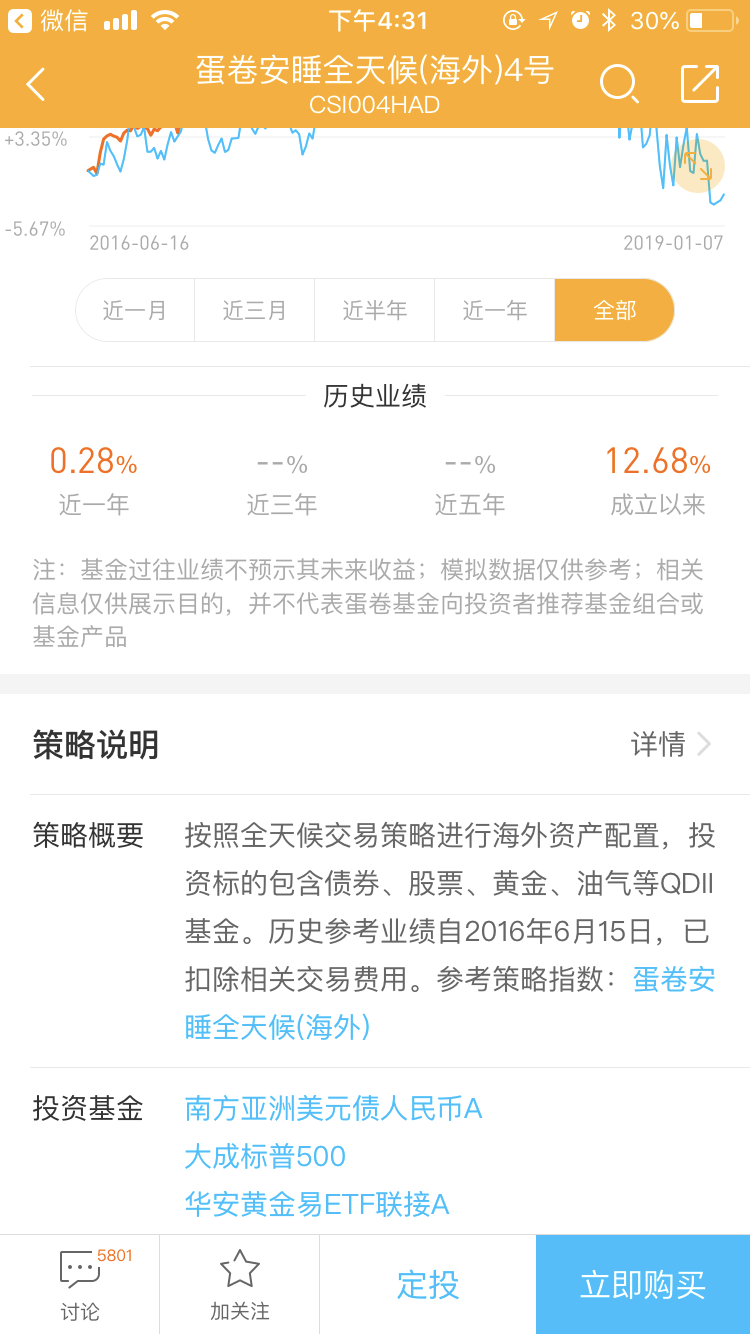 微信 下午4:31 30%
蛋卷安睡全天候(海外)4号
CSI004HAD
+3.35%
-5.67%
2016-06-16 2019-01-07
近一月 近三月 近半年 近一年 全部
历史业绩
0.28% --% --% 12.68%
近一年 近三年 近五年 成立以来
注：基金过往业绩不预示其未来收益；模拟数据仅供参考；相关
信息仅供展示目的，并不代表蛋卷基金向投资者推荐基金组合或
基金产品
策略说明 详情
策略概要 按照全天候交易策略进行海外资产配置，投
资标的包含债券、股票、黄金、油气等QDII
基金。历史参考业绩自2016年6月15日，已
扣除相关交易费用。参考策略指数：蛋卷安
睡全天候(海外)
投资基金 南方亚洲美元债人民币A
大成标普500
华安黄金易ETF联接A
5801
讨论 加关注 定投 立即购买